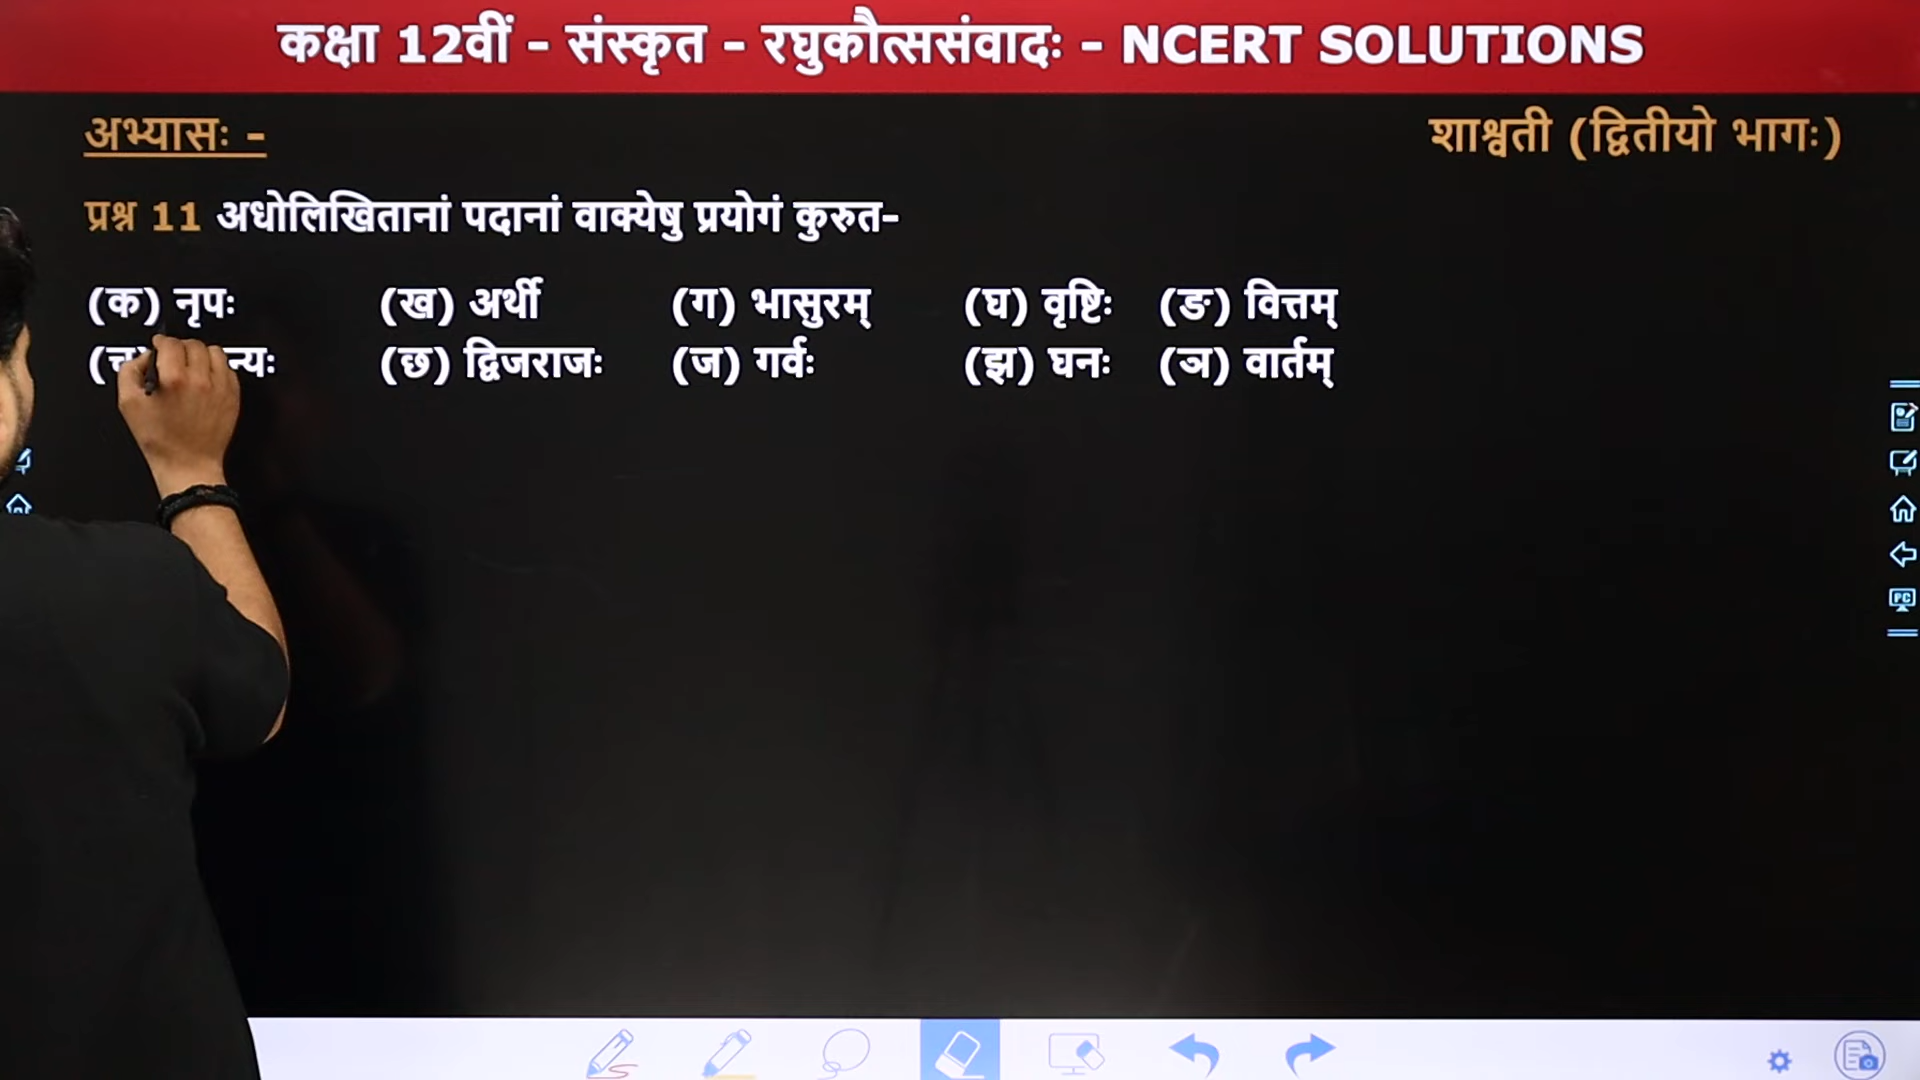 कक्षा 12वीं - संस्कृत - रघुकौत्ससंवादः - NCERT SOLUTIONS
अभ्यासः - शाश्वती (द्वितीयो भागः)
प्रश्न 11 अधोलिखितानां पदानां वाक्येषु प्रयोगं कुरुत-
(क) नृपः (ख) अर्थी (ग) भासुरम् (घ) वृष्टिः (ङ) वित्तम्
(छ) द्विजराजः (ज) गर्वः (झ) घनः (ञ) वार्तम्
PC